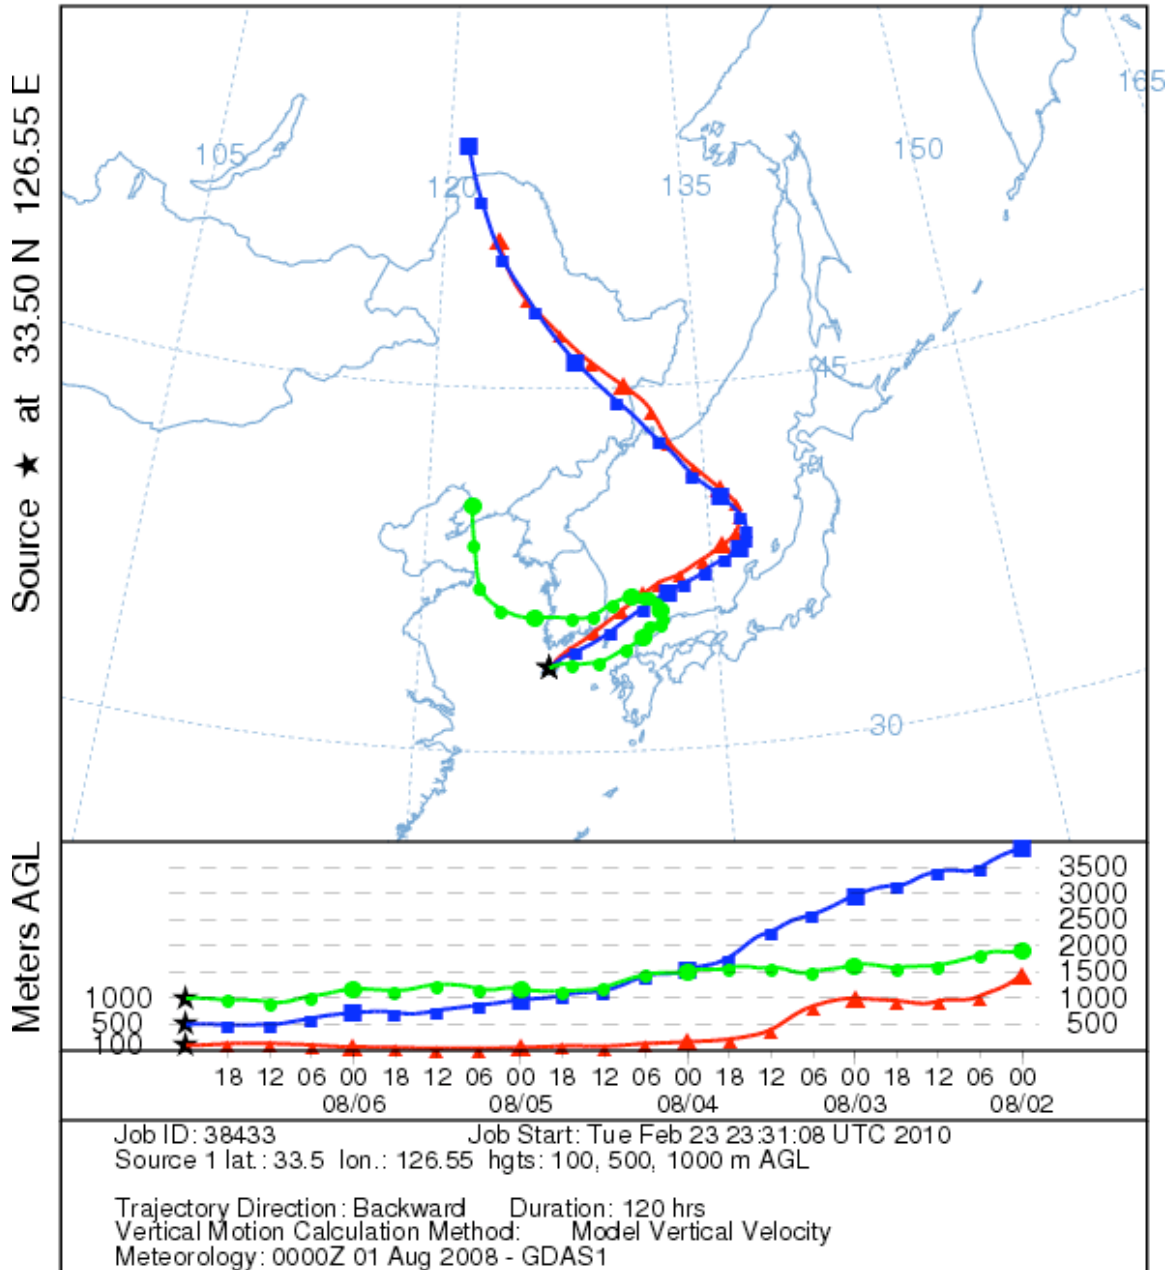 Source ★ at 33.50 N 126.55 E
105
120
135
150
165
45
30
Meters AGL
1000
500
100
3500
3000
2500
2000
1500
1000
500
18 12 06 00 18 12 06 00 18 12 06 00 18 12 06 00 18 12 06 00
08/06 08/05 08/04 08/03 08/02
Job ID: 38433 Job Start: Tue Feb 23 23:31:08 UTC 2010
Source 1 lat.: 33.5 lon.: 126.55 hgts: 100, 500, 1000 m AGL
Trajectory Direction: Backward Duration: 120 hrs
Vertical Motion Calculation Method: Model Vertical Velocity
Meteorology: 0000Z 01 Aug 2008 - GDAS1